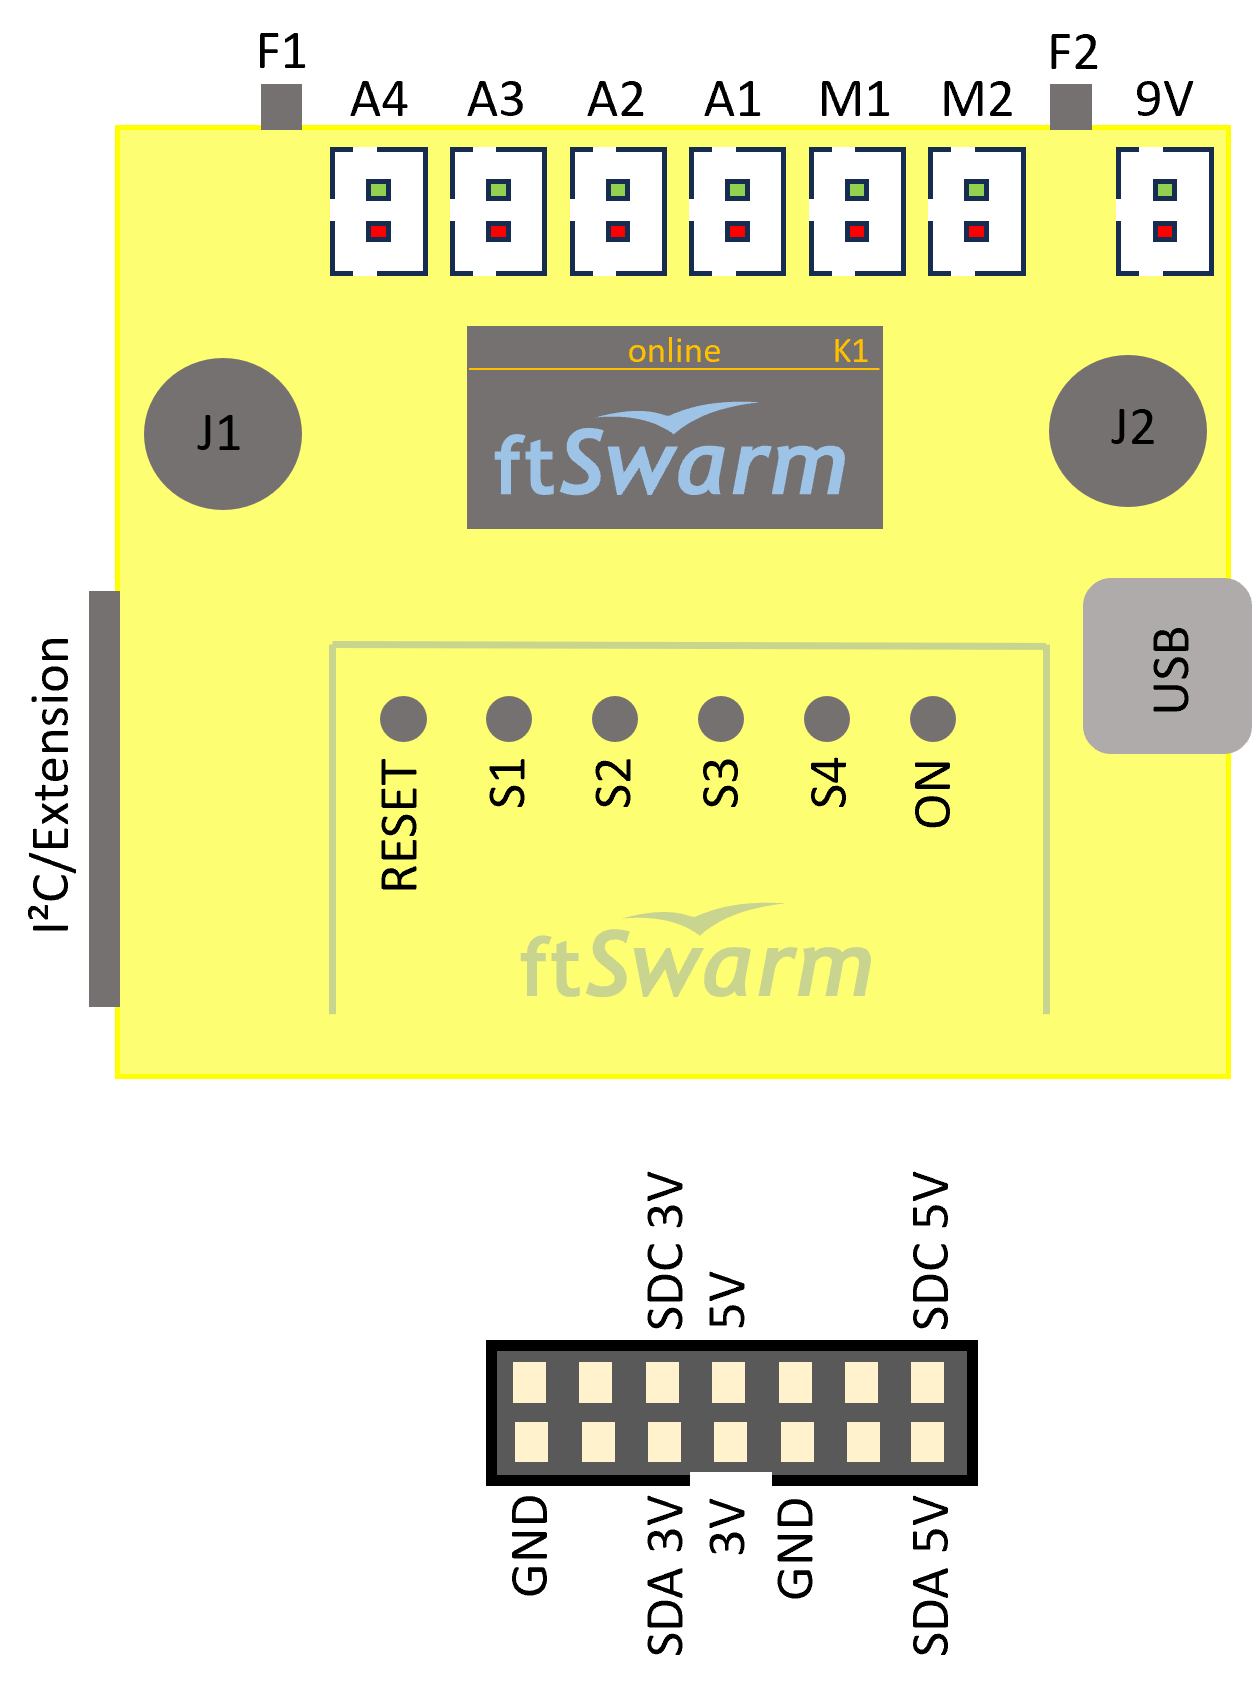 F1
F2
A4 A3 A2 A1 M1 M2 9V
online K1
ftSwarm
J1
J2
USB
I²C/Extension
RESET S1 S2 S3 S4 ON
ftSwarm
SDC 3V 5V SDC 5V
GND SDA 3V 3V GND SDA 5V